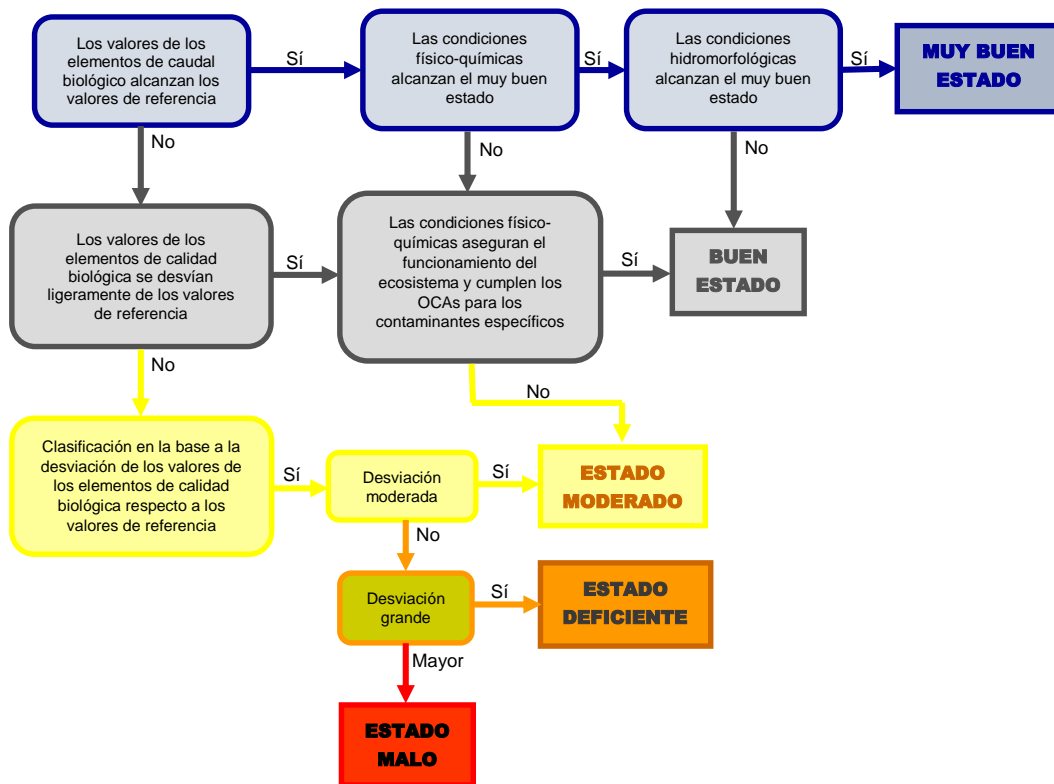 Los valores de los
elementos de caudal
biológico alcanzan los
valores de referencia
Sí
Las condiciones
físico-químicas
alcanzan el muy buen
estado
Sí
Las condiciones
hidromorfológicas
alcanzan el muy buen
estado
Sí
MUY BUEN
ESTADO
No
No
No
Los valores de los
elementos de calidad
biológica se desvían
ligeramente de los valores
de referencia
Sí
Las condiciones físico-
químicas aseguran el
funcionamiento del
ecosistema y cumplen los
OCAs para los
contaminantes específicos
Sí
BUEN
ESTADO
No
No
Clasificación en la base a la
desviación de los valores de
los elementos de calidad
biológica respecto a los
valores de referencia
Sí
Desviación
moderada
Sí
ESTADO
MODERADO
No
Desviación
grande
Sí
ESTADO
DEFICIENTE
Mayor
ESTADO
MALO